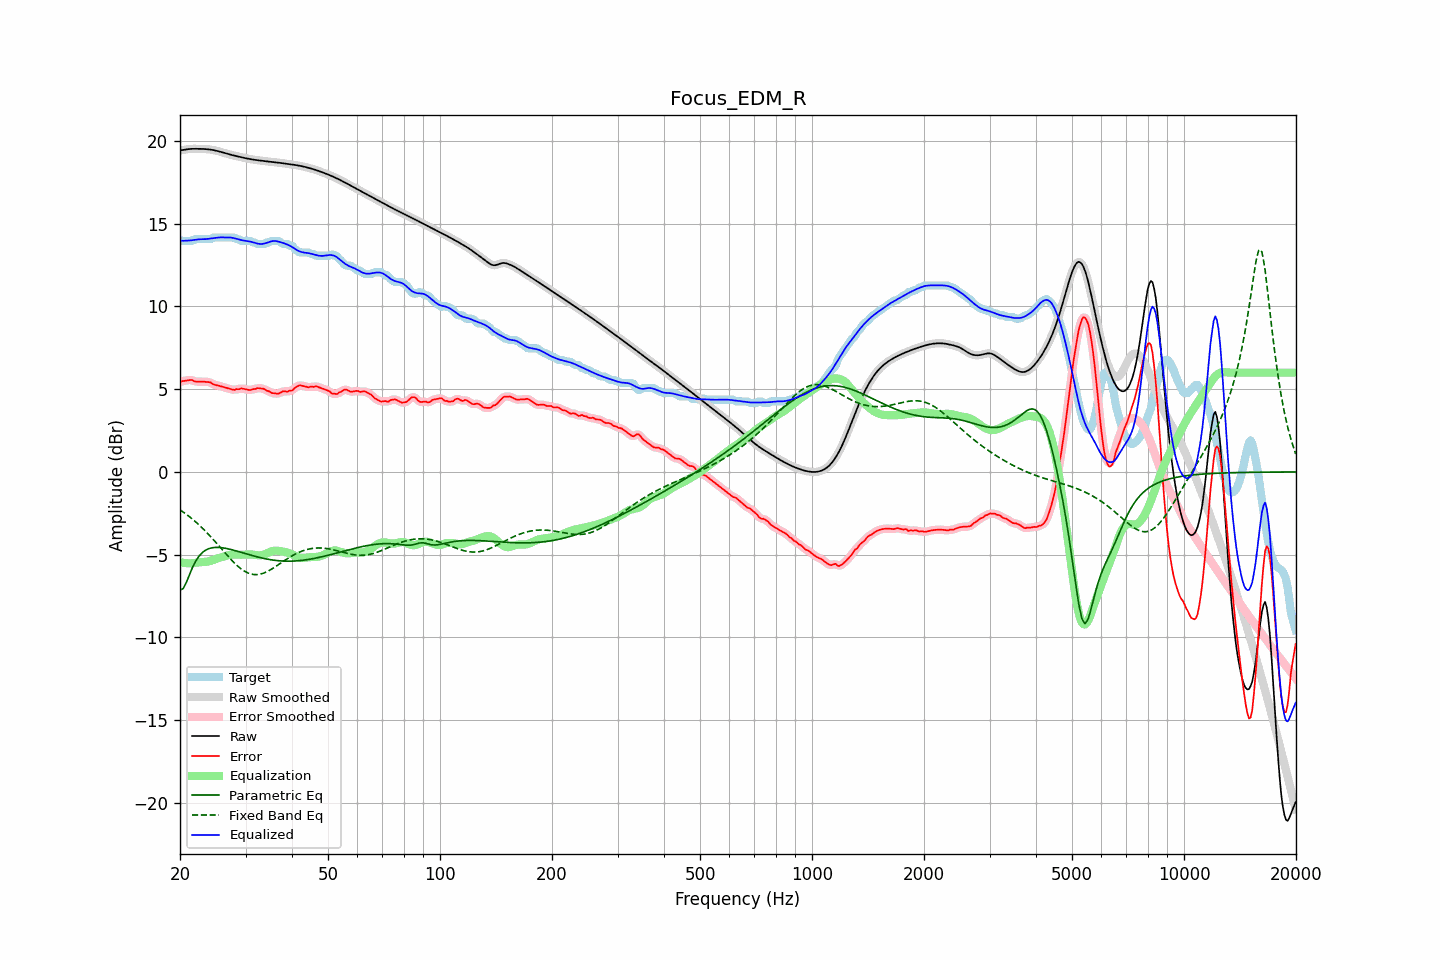 Focus_EDM_R
Amplitude (dBr)
20
15
10
5
0
−5
−10
−15
−20
Target
Raw Smoothed
Error Smoothed
Raw
Error
Equalization
Parametric Eq
Fixed Band Eq
Equalized
20 50 100 200 500 1000 2000 5000 10000 20000
Frequency (Hz)